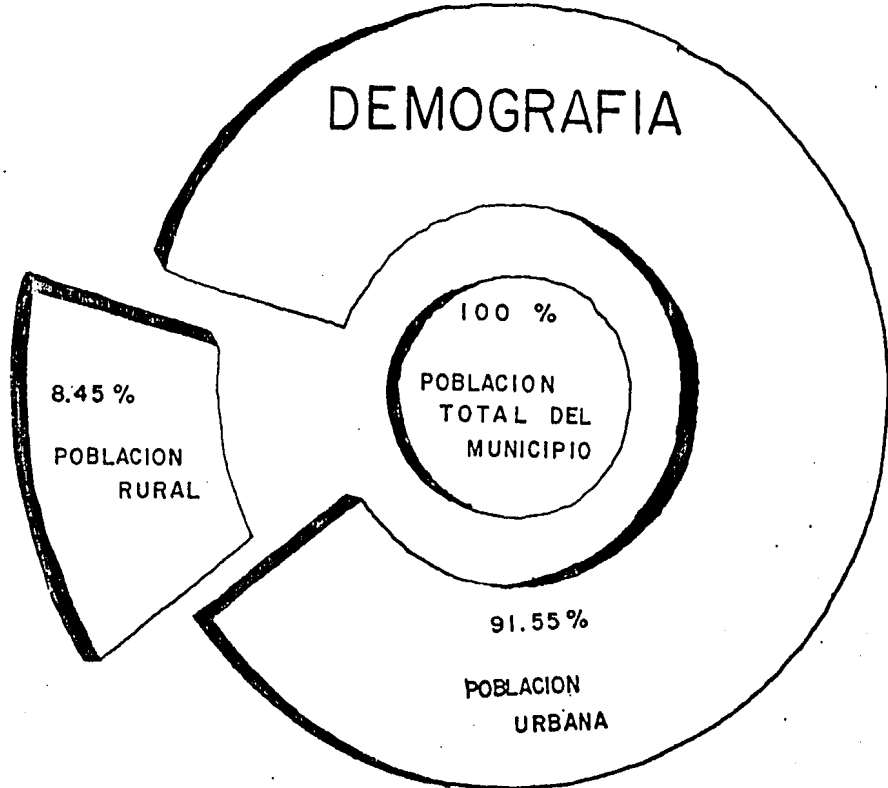 DEMOGRAFIA
100 %
POBLACION
TOTAL DEL
MUNICIPIO
8.45 %
POBLACION
RURAL
91.55 %
POBLACION
URBANA